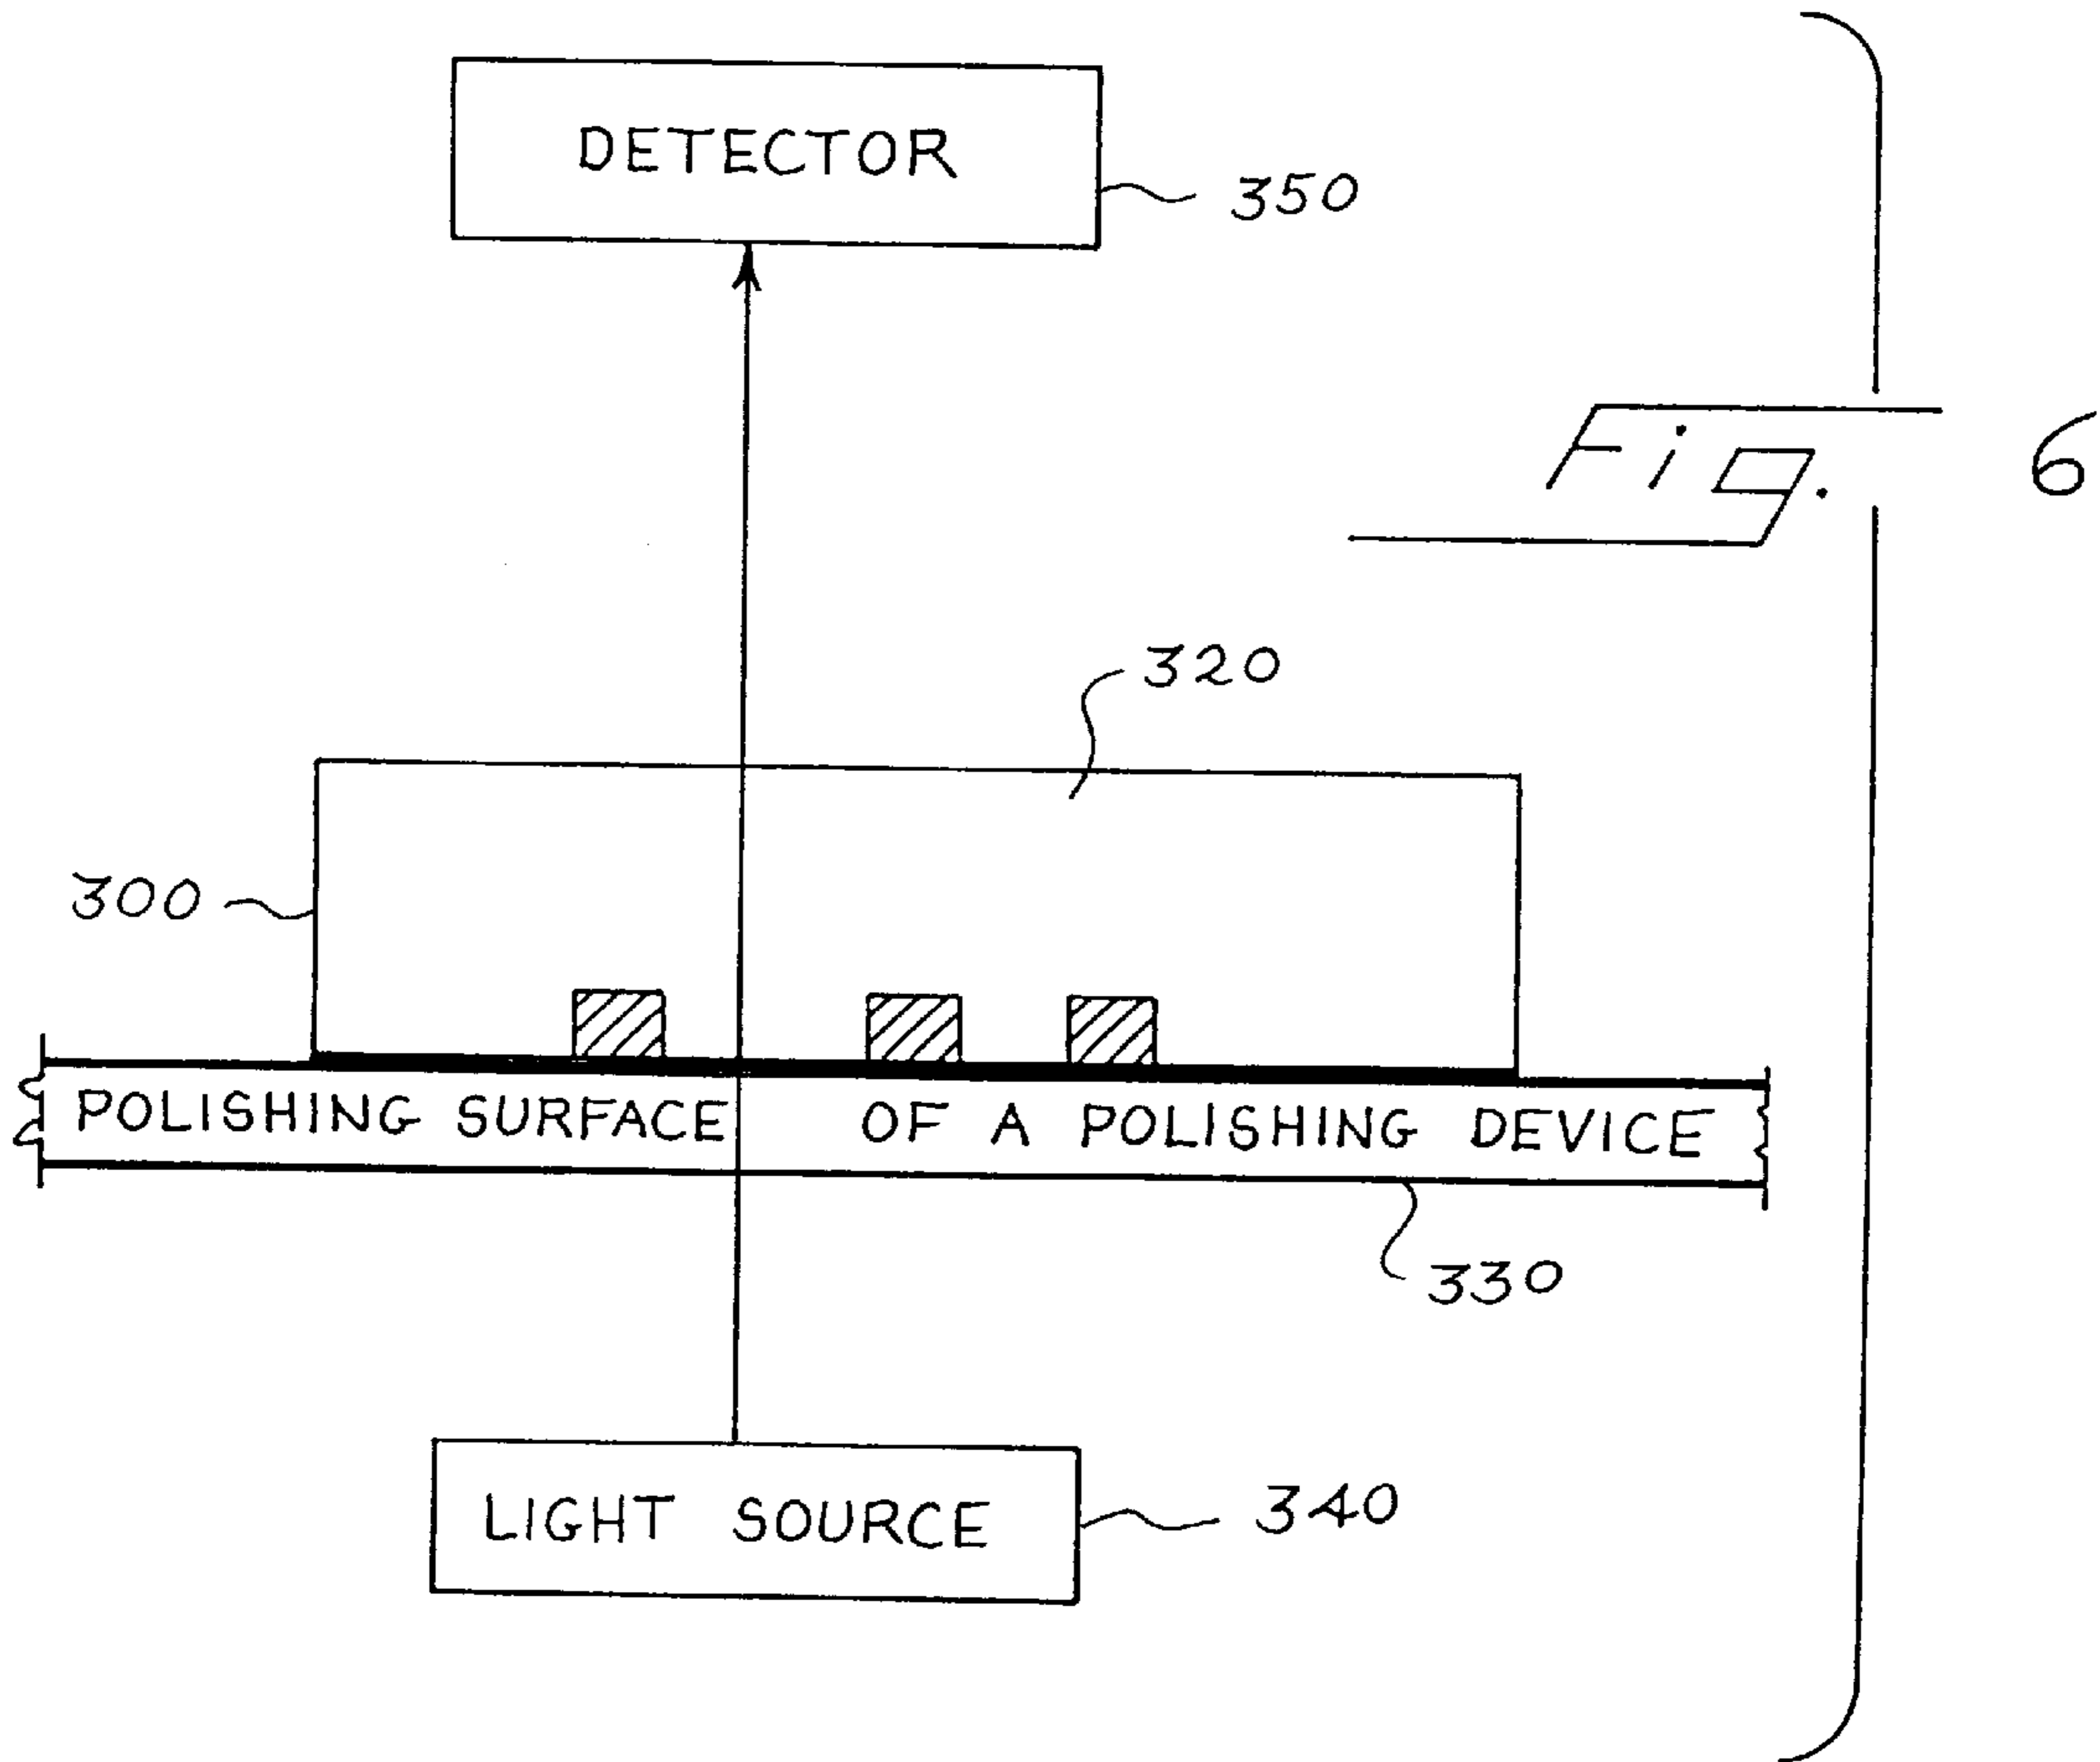 DETECTOR
350
Fig. 6
320
300
POLISHING SURFACE OF A POLISHING DEVICE
330
LIGHT SOURCE
340